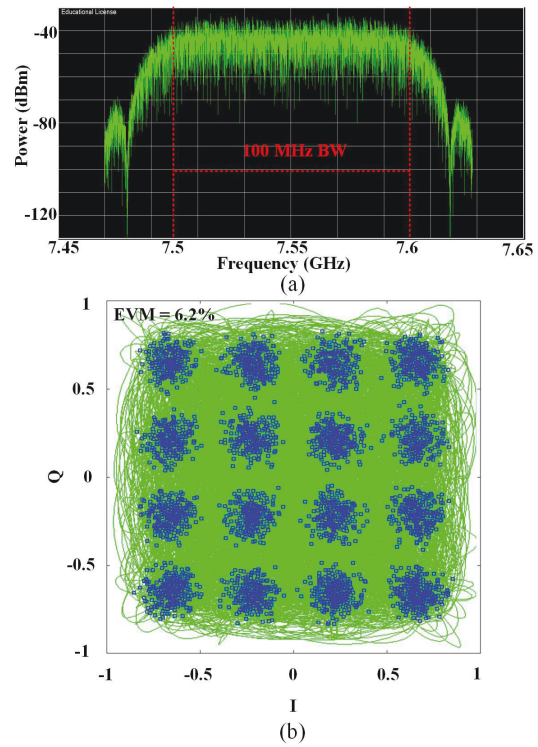 Educational License
-40
-80
-120
Power (dBm)
100 MHz BW
7.45
7.5
7.55
7.6
7.65
Frequency (GHz)
(a)
EVM = 6.2%
1
0.5
0
-0.5
-1
Q
-1
-0.5
0
0.5
1
I
(b)